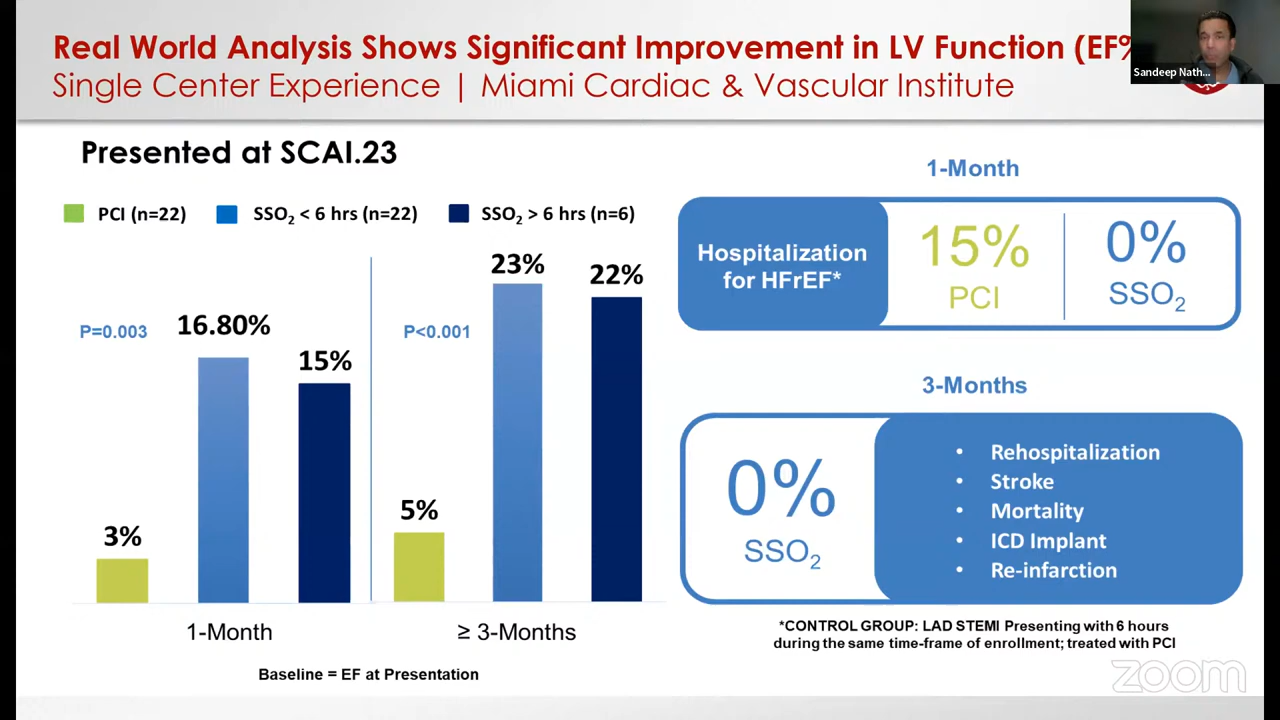 Real World Analysis Shows Significant Improvement in LV Function (EF%
Single Center Experience | Miami Cardiac & Vascular Institute
Sandeep Nath...
Presented at SCAI.23
PCI (n=22)
SSO₂ < 6 hrs (n=22)
SSO₂ > 6 hrs (n=6)
P=0.003
3%
16.80%
15%
P<0.001
5%
23%
22%
1-Month
≥ 3-Months
Baseline = EF at Presentation
1-Month
Hospitalization
for HFrEF*
15%
PCI
0%
SSO₂
3-Months
0%
SSO₂
• Rehospitalization
• Stroke
• Mortality
• ICD Implant
• Re-infarction
*CONTROL GROUP: LAD STEMI Presenting with 6 hours
during the same time-frame of enrollment; treated with PCI
zoom